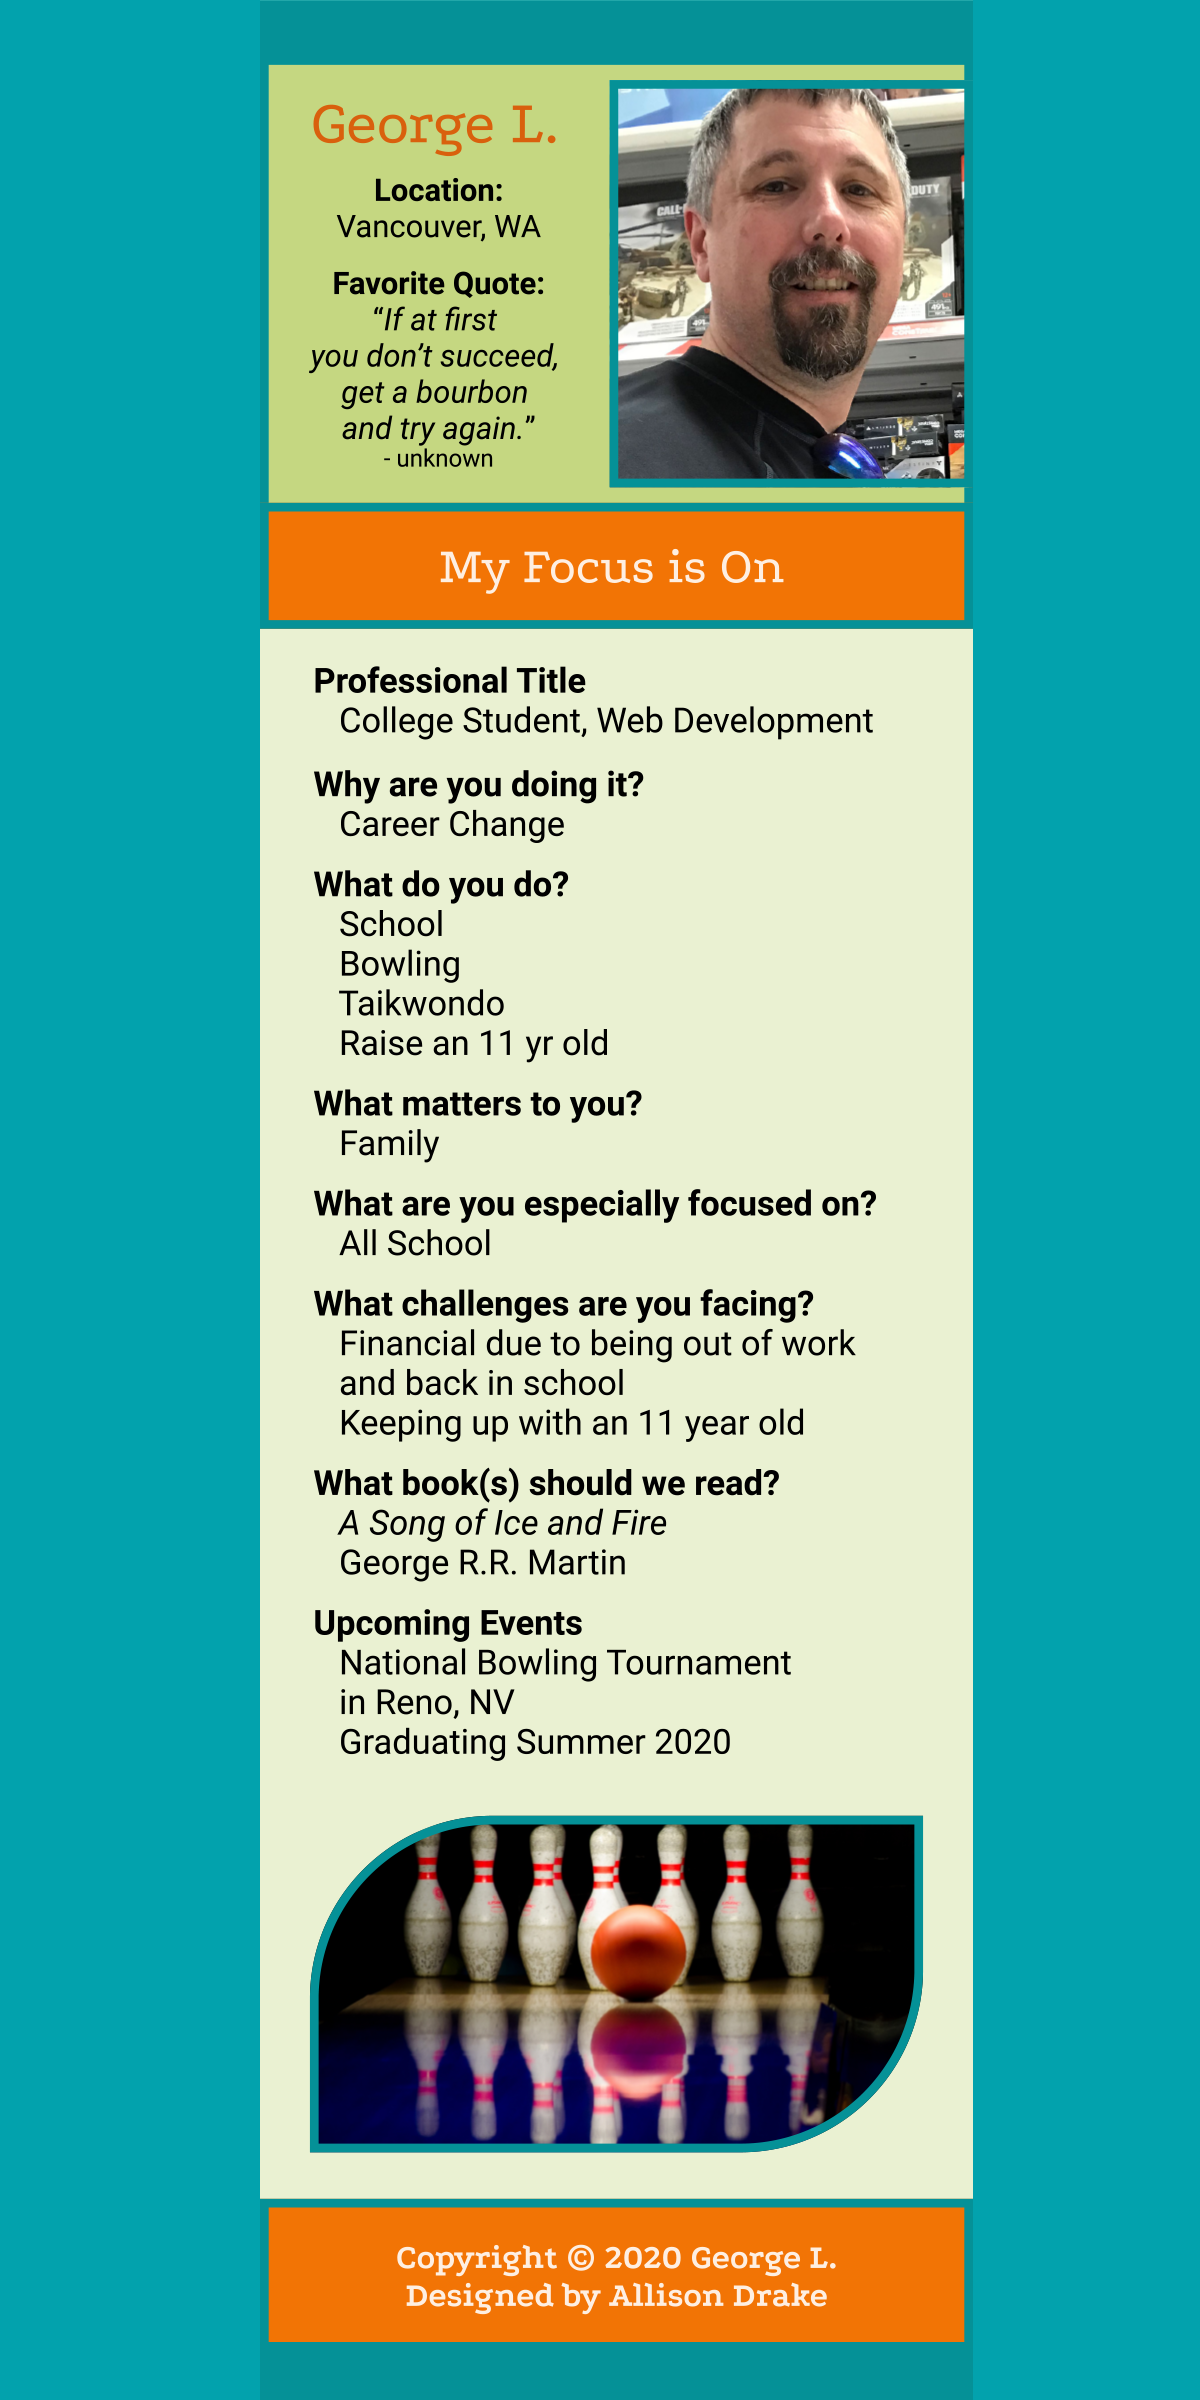 George L.
Location:
Vancouver, WA
Favorite Quote:
“If at first
you don’t succeed,
get a bourbon
and try again.”
- unknown
DUTY
My Focus is On
Professional Title
College Student, Web Development
Why are you doing it?
Career Change
What do you do?
School
Bowling
Taikwondo
Raise an 11 yr old
What matters to you?
Family
What are you especially focused on?
All School
What challenges are you facing?
Financial due to being out of work
and back in school
Keeping up with an 11 year old
What book(s) should we read?
A Song of Ice and Fire
George R.R. Martin
Upcoming Events
National Bowling Tournament
in Reno, NV
Graduating Summer 2020
Copyright © 2020 George L.
Designed by Allison Drake